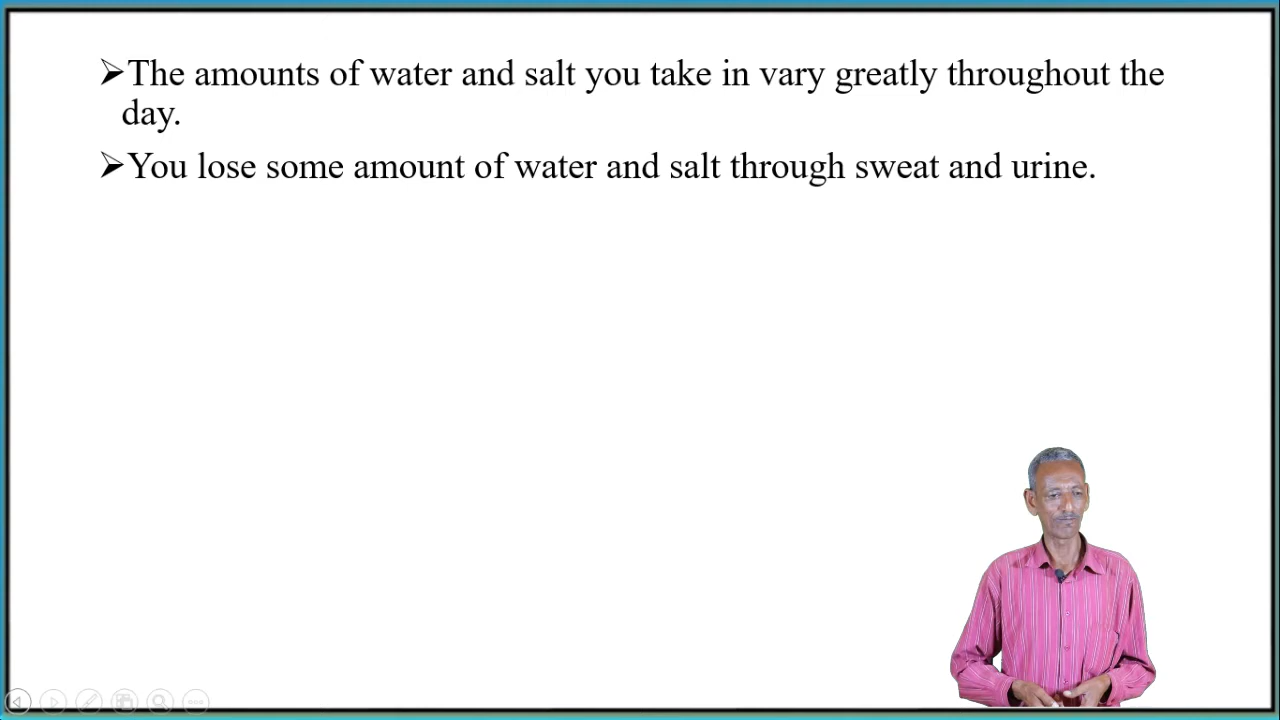 ➢The amounts of water and salt you take in vary greatly throughout the
day.
➢You lose some amount of water and salt through sweat and urine.